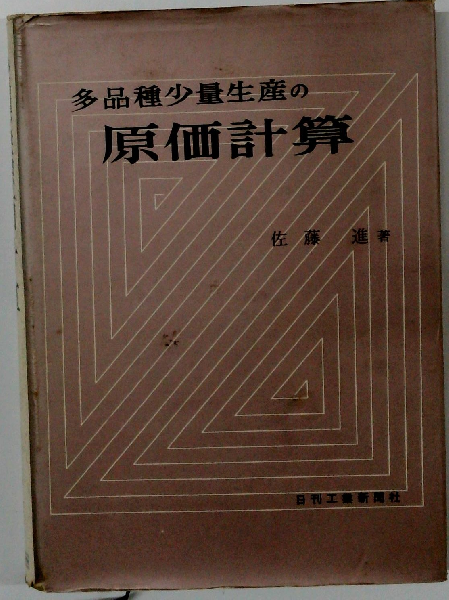 多品種少量生産の
原価計算
佐藤 進 著
日刊工業新聞社